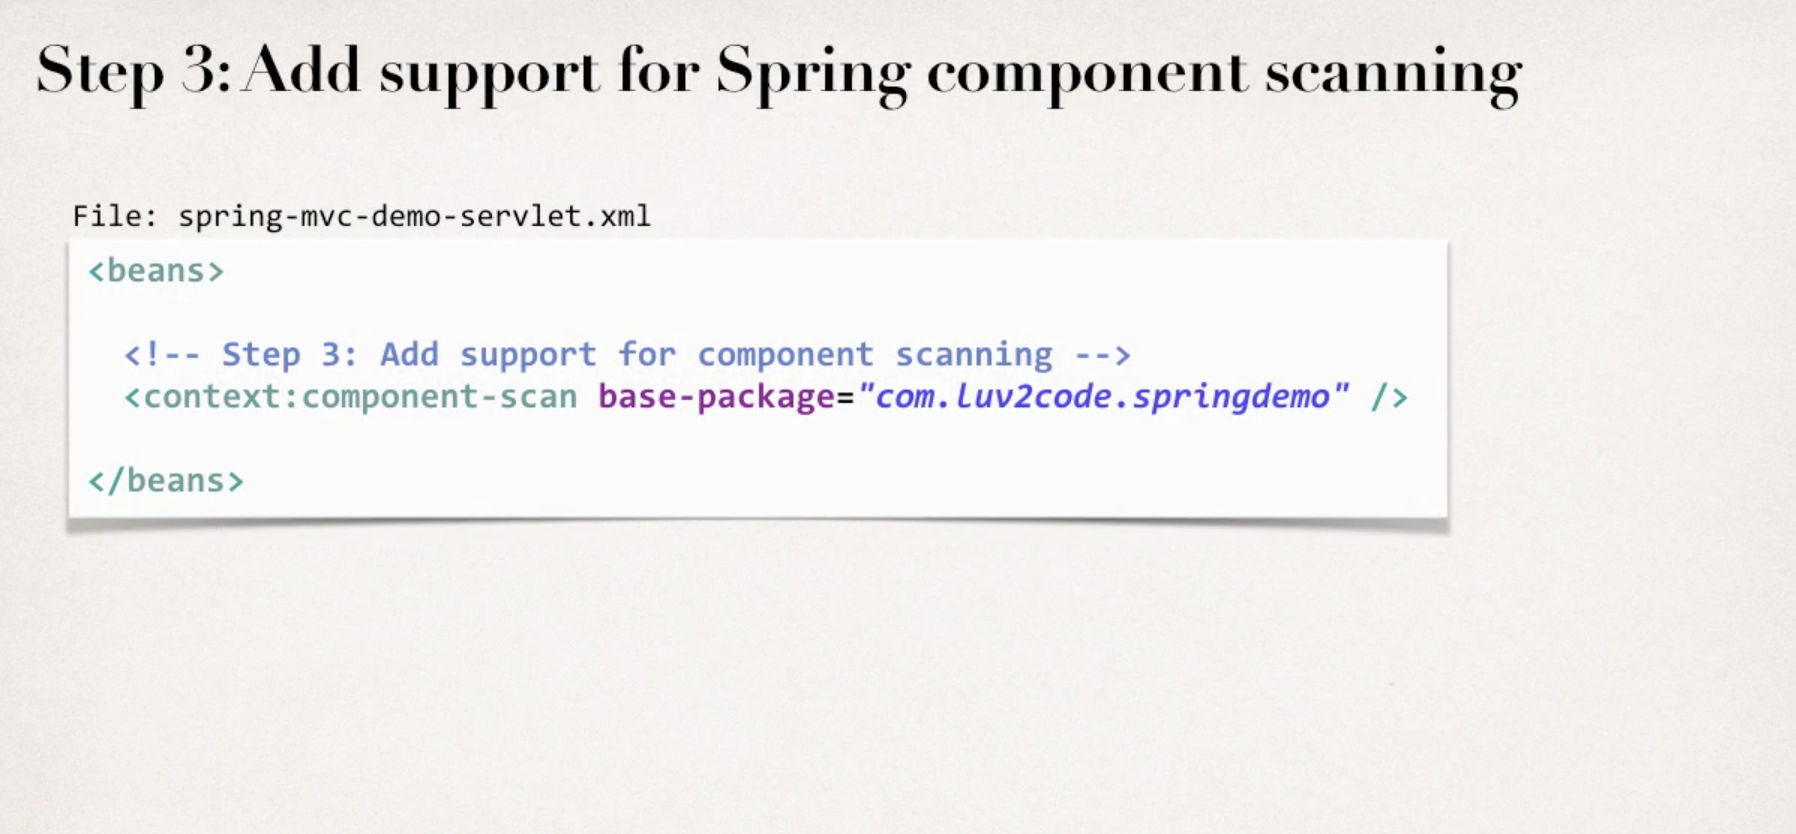 Step 3: Add support for Spring component scanning
File: spring-mvc-demo-servlet.xml
<beans>
<!-- Step 3: Add support for component scanning -->
<context:component-scan base-package="com.luv2code.springdemo" />
</beans>